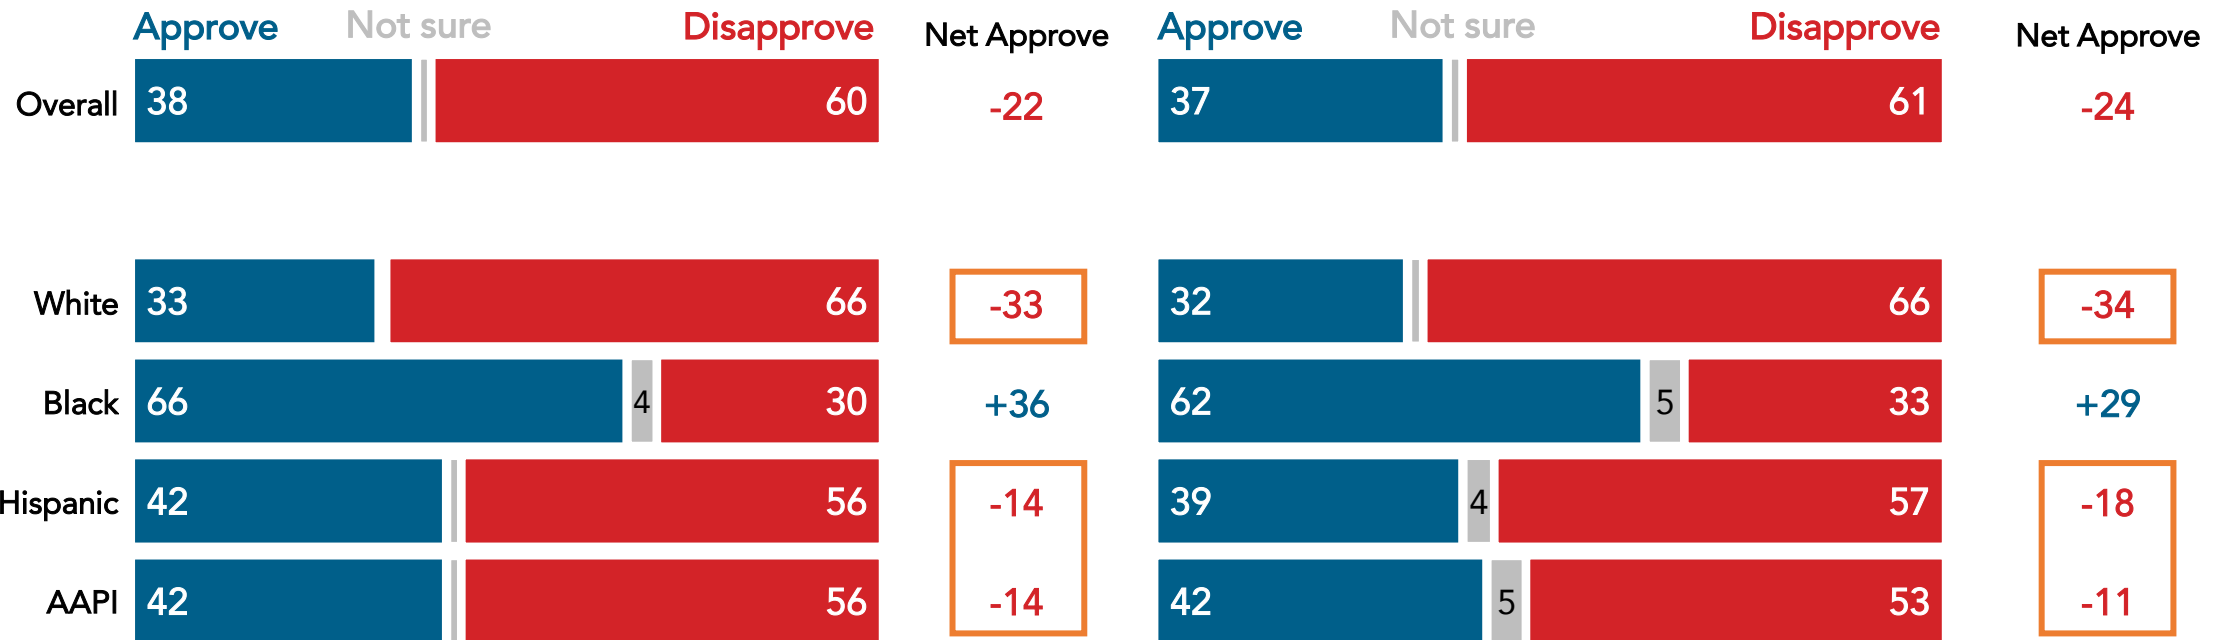 Approve Not sure Disapprove Net Approve Approve Not sure Disapprove Net Approve
Overall 38 60 -22 37 61 -24
White 33 66 -33 32 66 -34
Black 66 4 30 +36 62 5 33 +29
Hispanic 42 56 -14 39 4 57 -18
AAPI 42 56 -14 42 5 53 -11